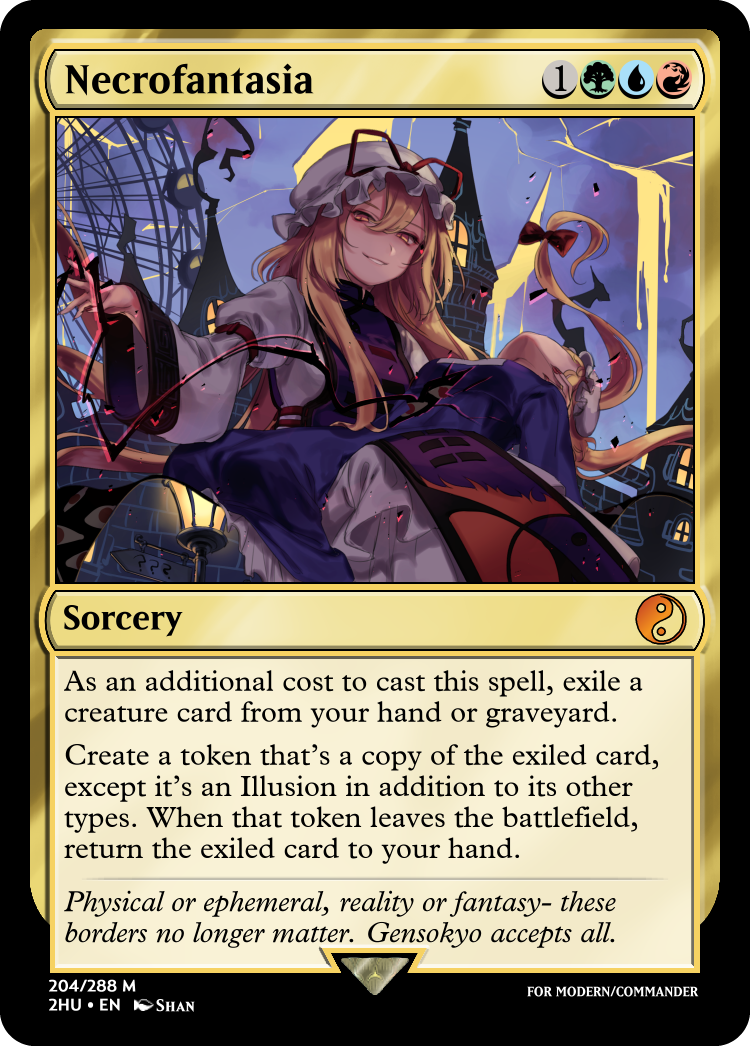 Necrofantasia 1
???
Sorcery
As an additional cost to cast this spell, exile a
creature card from your hand or graveyard.
Create a token that's a copy of the exiled card,
except it's an Illusion in addition to its other
types. When that token leaves the battlefield,
return the exiled card to your hand.
Physical or ephemeral, reality or fantasy- these
borders no longer matter. Gensokyo accepts all.
204/288 M
2HU • EN SHAN
FOR MODERN/COMMANDER